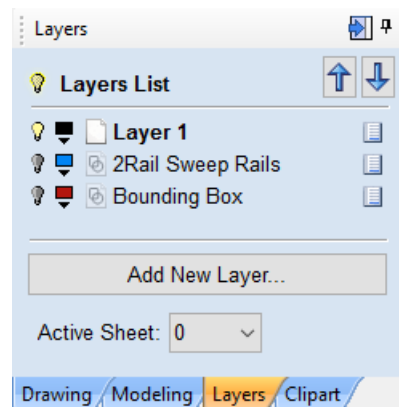 Layers
Layers List
Layer 1
2Rail Sweep Rails
Bounding Box
Add New Layer...
Active Sheet: 0
Drawing Modeling Layers Clipart